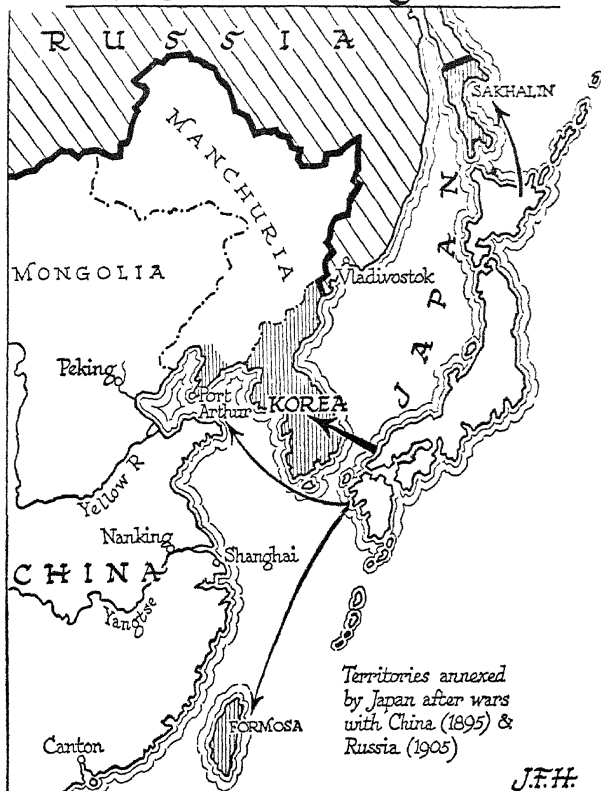 RUSSIA
SAKHALIN
MANCHURIA
MONGOLIA
Vladivostok
JAPAN
Peking
Port
Arthur
KOREA
Yellow R
Nanking
Shanghai
CHINA
Yangtse
Territories annexed
by Japan after wars
with China (1895) &
Russia (1905)
FORMOSA
Canton
J.F.H.